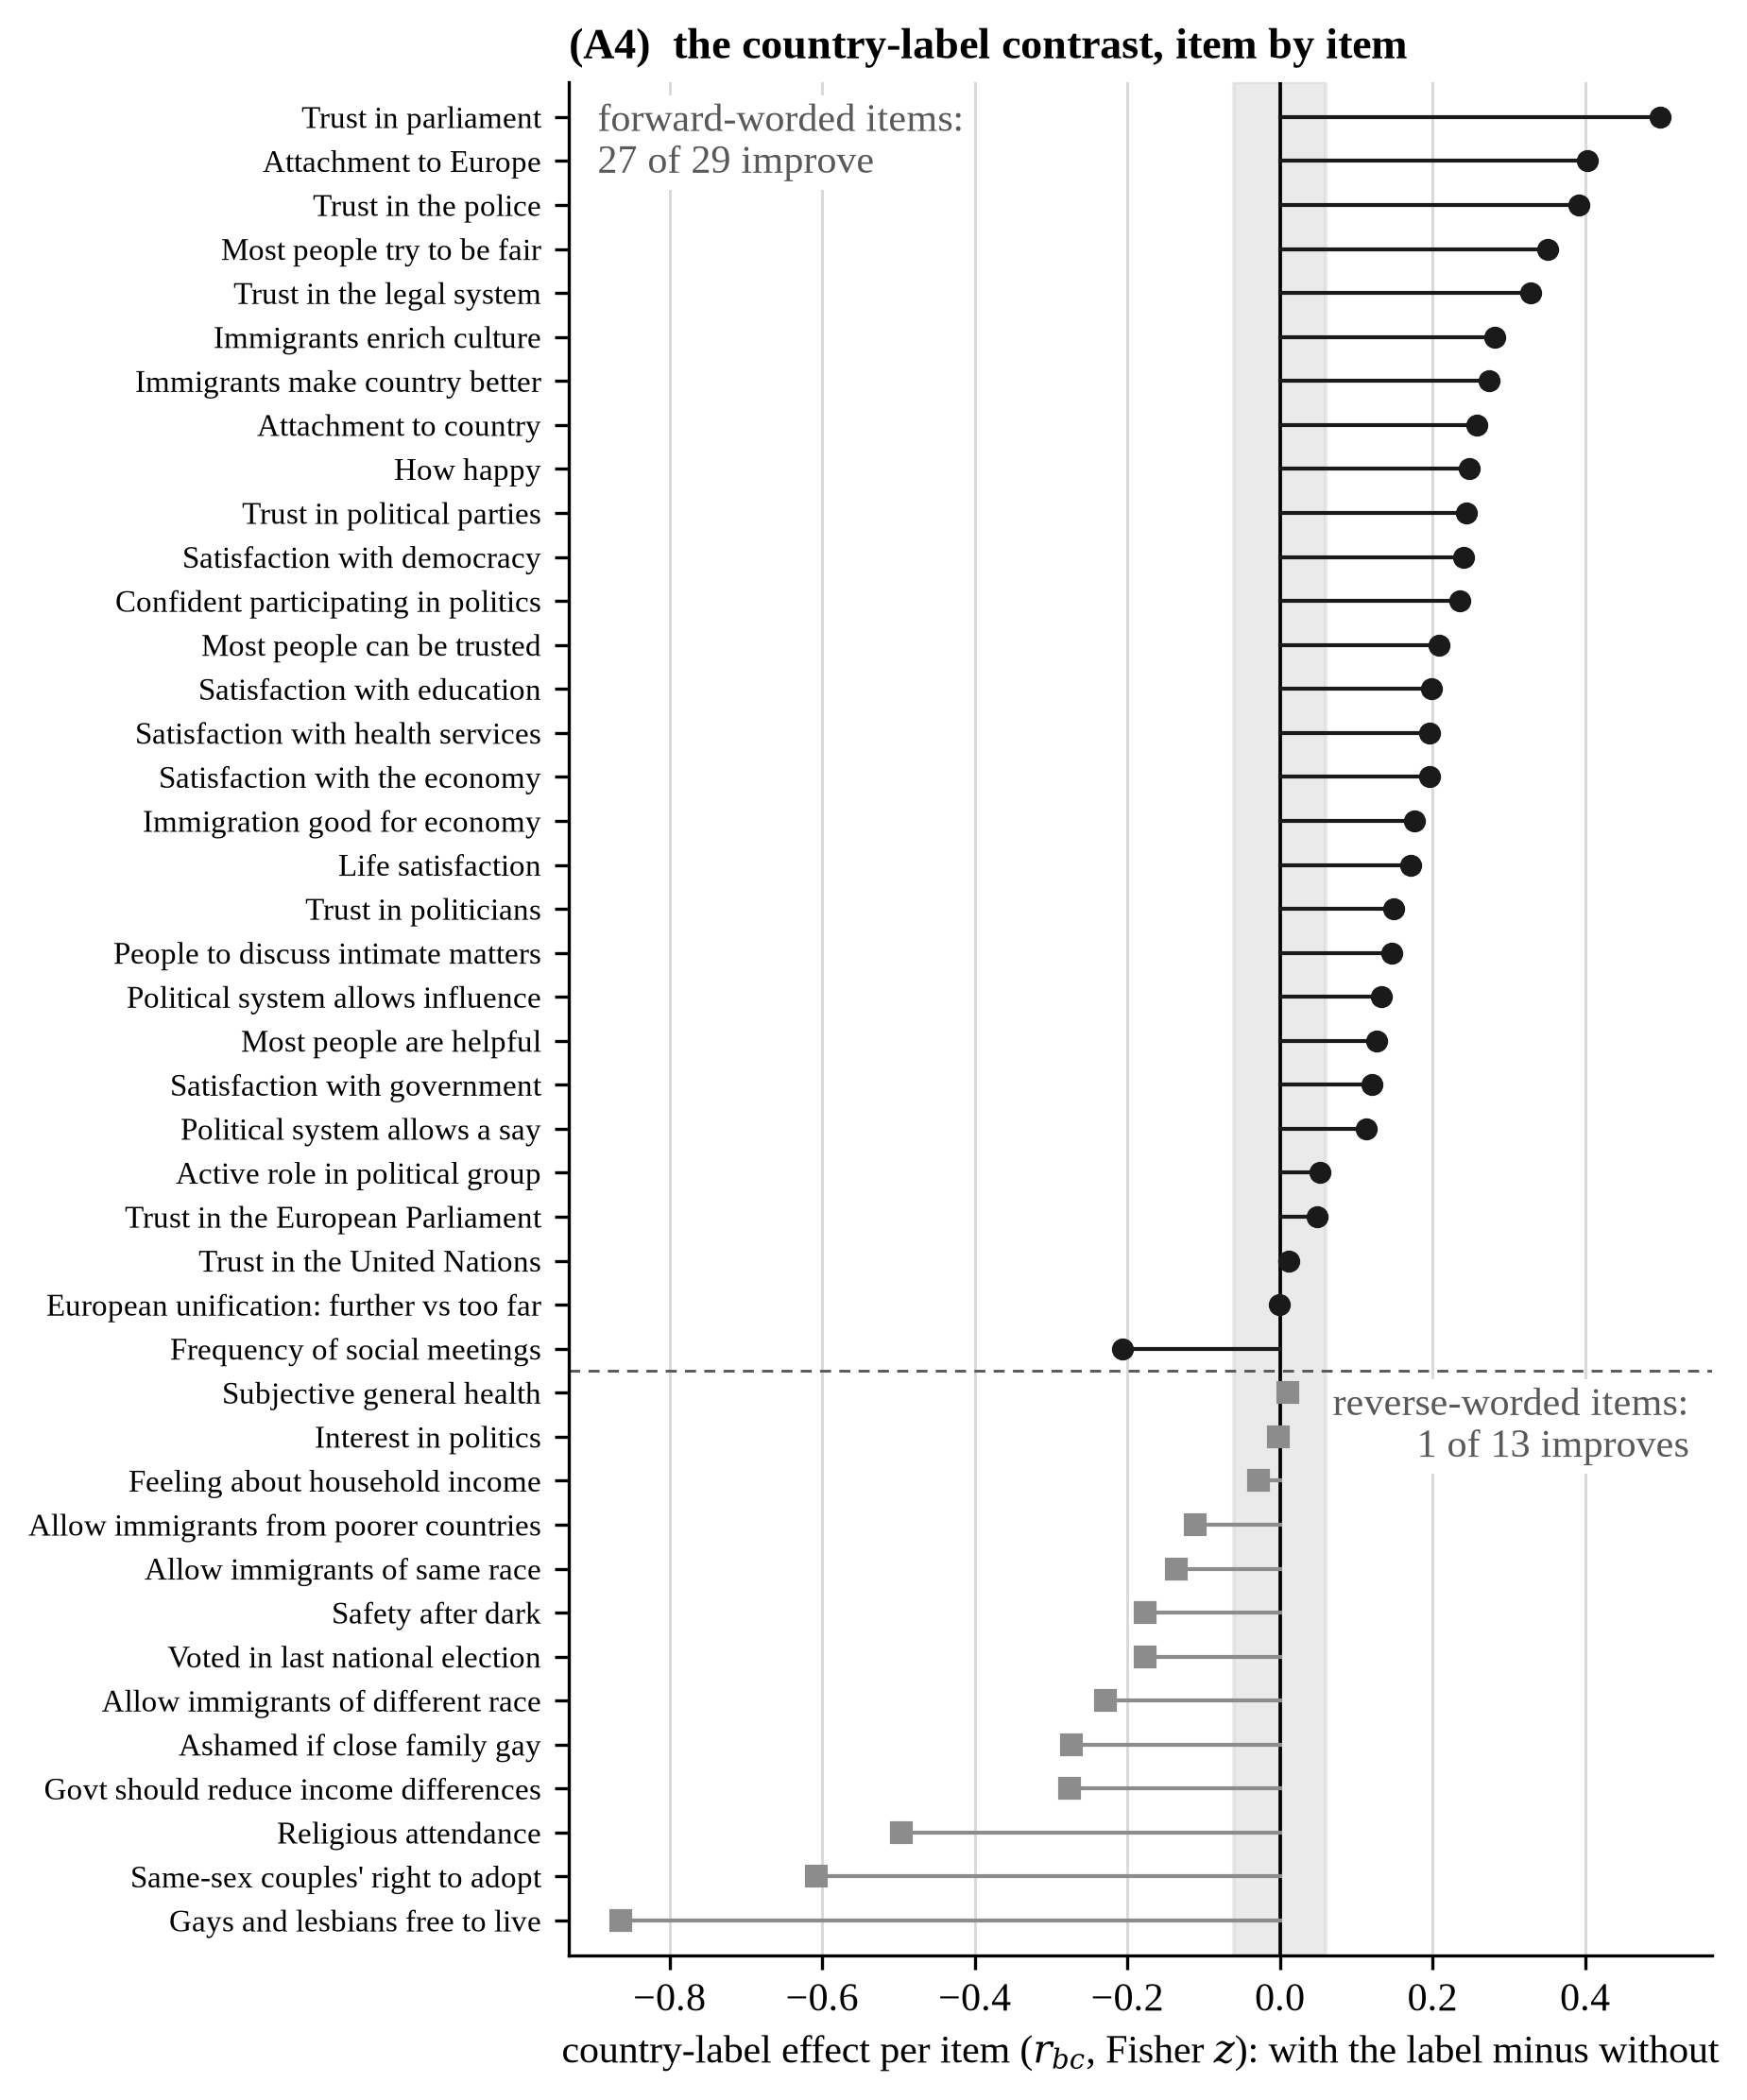 (A4)  the country-label contrast, item by item
forward-worded items:
27 of 29 improve
Trust in parliament
Attachment to Europe
Trust in the police
Most people try to be fair
Trust in the legal system
Immigrants enrich culture
Immigrants make country better
Attachment to country
How happy
Trust in political parties
Satisfaction with democracy
Confident participating in politics
Most people can be trusted
Satisfaction with education
Satisfaction with health services
Satisfaction with the economy
Immigration good for economy
Life satisfaction
Trust in politicians
People to discuss intimate matters
Political system allows influence
Most people are helpful
Satisfaction with government
Political system allows a say
Active role in political group
Trust in the European Parliament
Trust in the United Nations
European unification: further vs too far
Frequency of social meetings
reverse-worded items:
1 of 13 improves
Subjective general health
Interest in politics
Feeling about household income
Allow immigrants from poorer countries
Allow immigrants of same race
Safety after dark
Voted in last national election
Allow immigrants of different race
Ashamed if close family gay
Govt should reduce income differences
Religious attendance
Same-sex couples' right to adopt
Gays and lesbians free to live
−0.8 −0.6 −0.4 −0.2 0.0 0.2 0.4
country-label effect per item (r_bc, Fisher z): with the label minus without